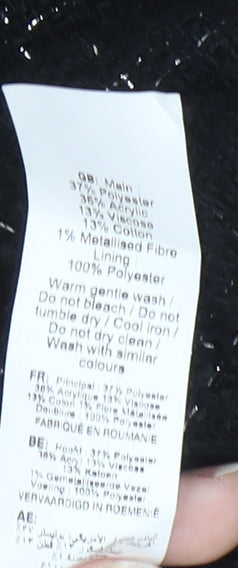 GB: Main :
37% Polyester
36% Acrylic
13% Viscose
13% Cotton
1% Metallised Fibre
Lining :
100% Polyester
Warm gentle wash /
Do not bleach / Do not
tumble dry / Cool iron /
Do not dry clean /
Wash with similar
colours
FR: Principal : 37% Polyester
36% Acrylique 13% Viscose
13% Coton 1% Fibre Métallisée
Doublure : 100% Polyester
FABRIQUÉ EN ROUMANIE
BE: Hoofd : 37% Polyester
36% Acryl 13% Viscose
13% Katoen
1% Gemetalliseerde Vezel
Voering : 100% Polyester
VERVAARDIGD IN ROEMENIË
AE: